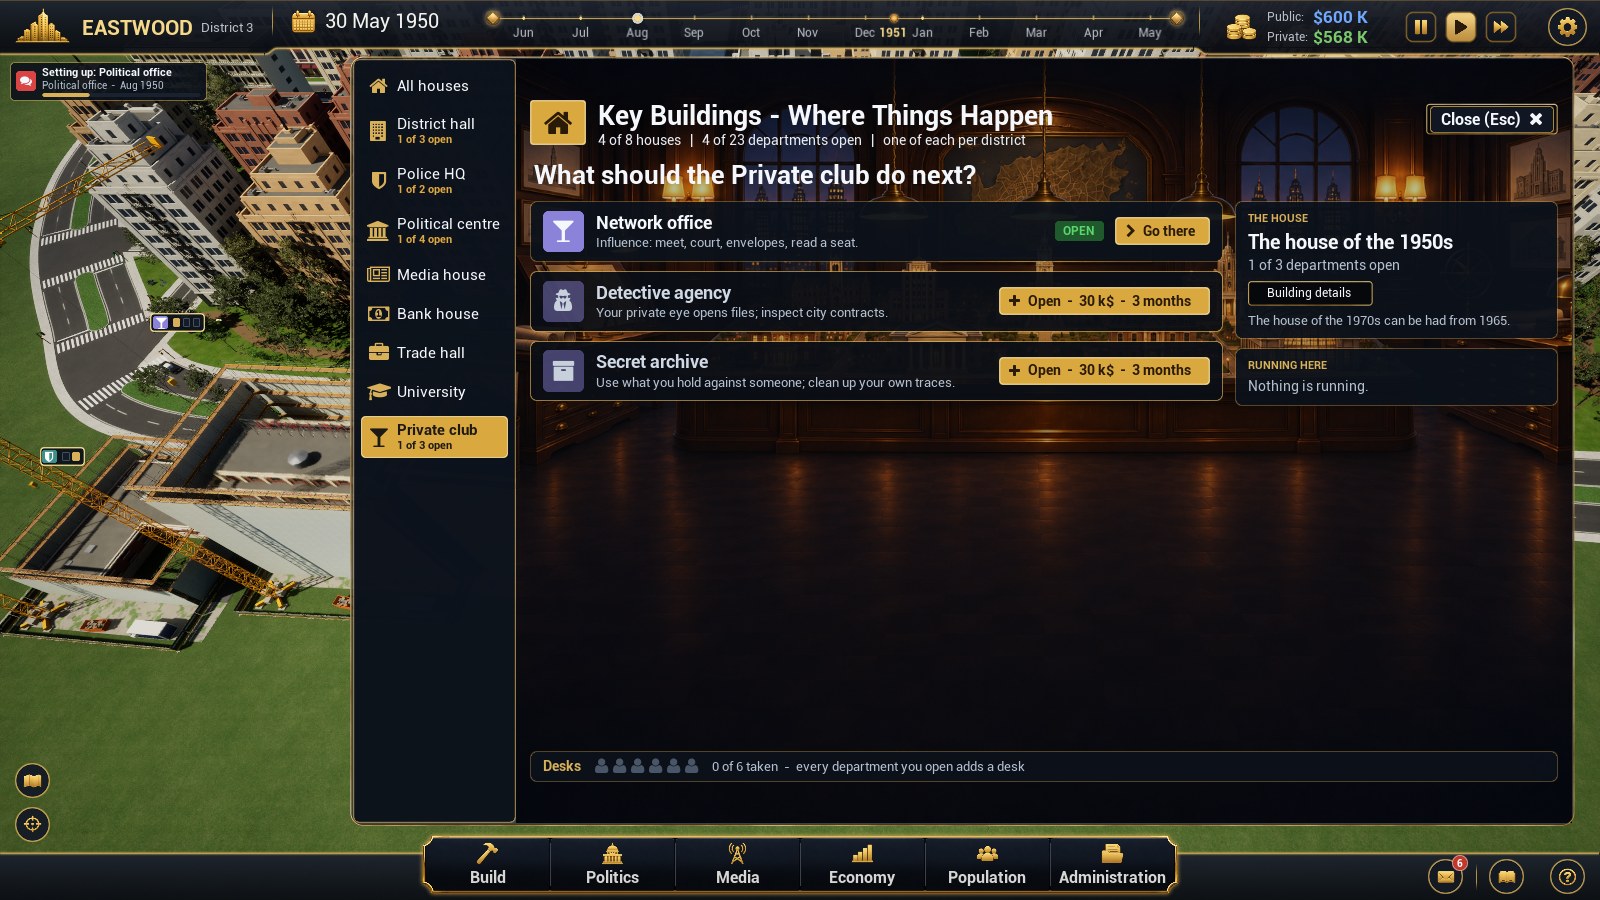 EASTWOOD District 3
30 May 1950
Jun Jul Aug Sep Oct Nov Dec 1951 Jan Feb Mar Apr May
Public: $600 K
Private: $568 K
Setting up: Political office
Political office - Aug 1950
All houses
District hall
1 of 3 open
Police HQ
1 of 2 open
Political centre
1 of 4 open
Media house
Bank house
Trade hall
University
Private club
1 of 3 open
Key Buildings - Where Things Happen
4 of 8 houses | 4 of 23 departments open | one of each per district
Close (Esc)
What should the Private club do next?
Network office
Influence: meet, court, envelopes, read a seat.
OPEN
Go there
Detective agency
Your private eye opens files; inspect city contracts.
Open - 30 k$ - 3 months
Secret archive
Use what you hold against someone; clean up your own traces.
Open - 30 k$ - 3 months
THE HOUSE
The house of the 1950s
1 of 3 departments open
Building details
The house of the 1970s can be had from 1965.
RUNNING HERE
Nothing is running.
Desks 0 of 6 taken - every department you open adds a desk
Build
Politics
Media
Economy
Population
Administration
6